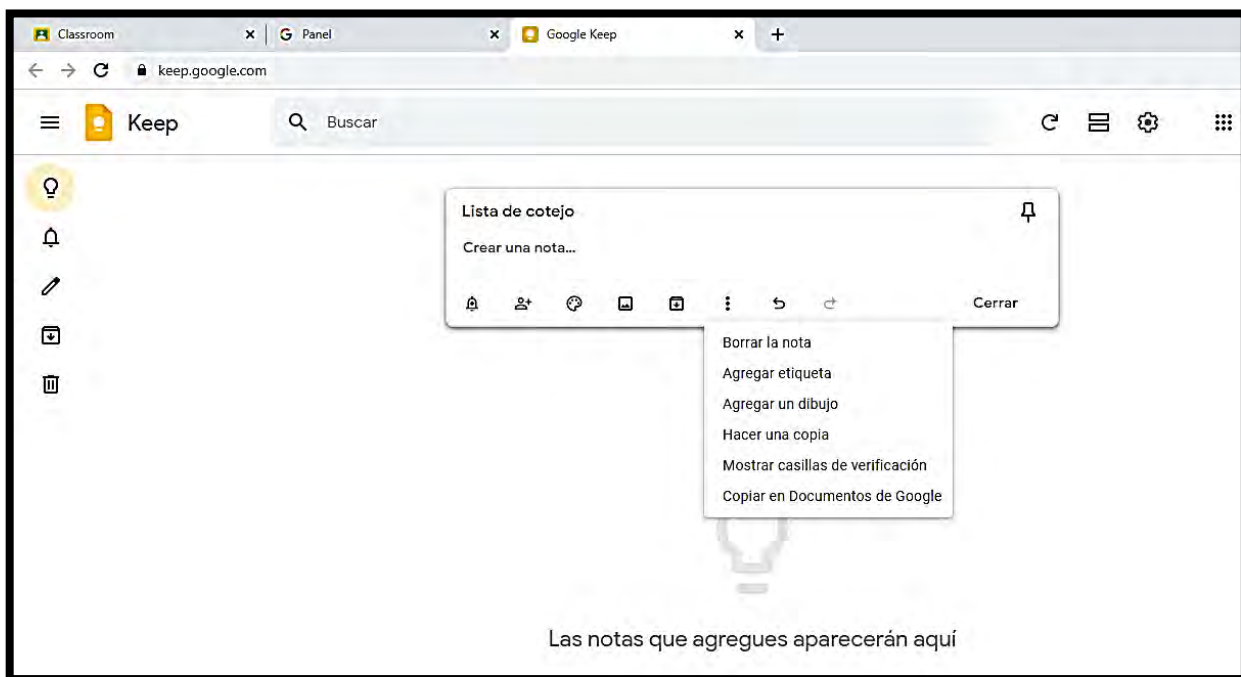 Classroom
Panel
Google Keep
keep.google.com
Keep
Buscar
Lista de cotejo
Crear una nota...
Cerrar
Borrar la nota
Agregar etiqueta
Agregar un dibujo
Hacer una copia
Mostrar casillas de verificación
Copiar en Documentos de Google
Las notas que agregues aparecerán aquí